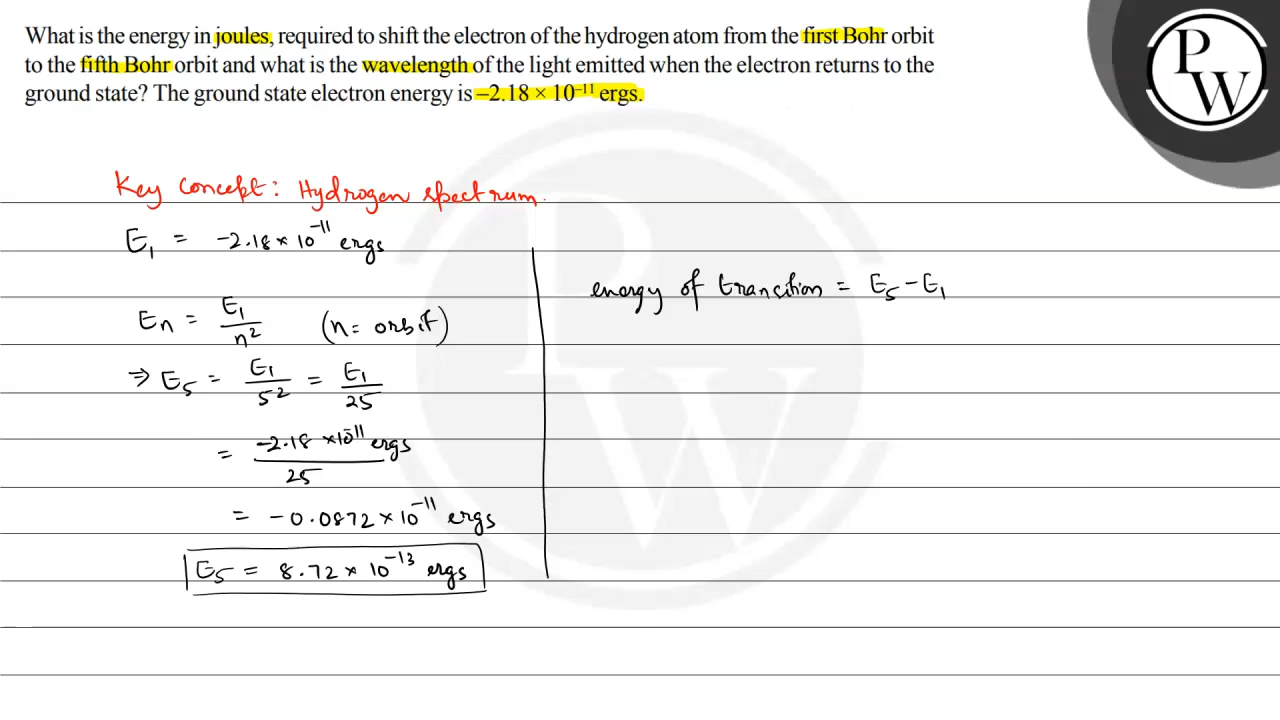 What is the energy in joules, required to shift the electron of the hydrogen atom from the first Bohr orbit
to the fifth Bohr orbit and what is the wavelength of the light emitted when the electron returns to the
ground state? The ground state electron energy is –2.18 × 10⁻¹¹ ergs.
P
W
Key Concept: Hydrogen spectrum.
E₁ = -2.18 × 10⁻¹¹ ergs
energy of transition = E₅ - E₁
Eₙ = E₁/n² (n = orbit)
⇒ E₅ = E₁/5² = E₁/25
= -2.18 × 10⁻¹¹ ergs/25
= -0.0872 × 10⁻¹¹ ergs
E₅ = 8.72 × 10⁻¹³ ergs